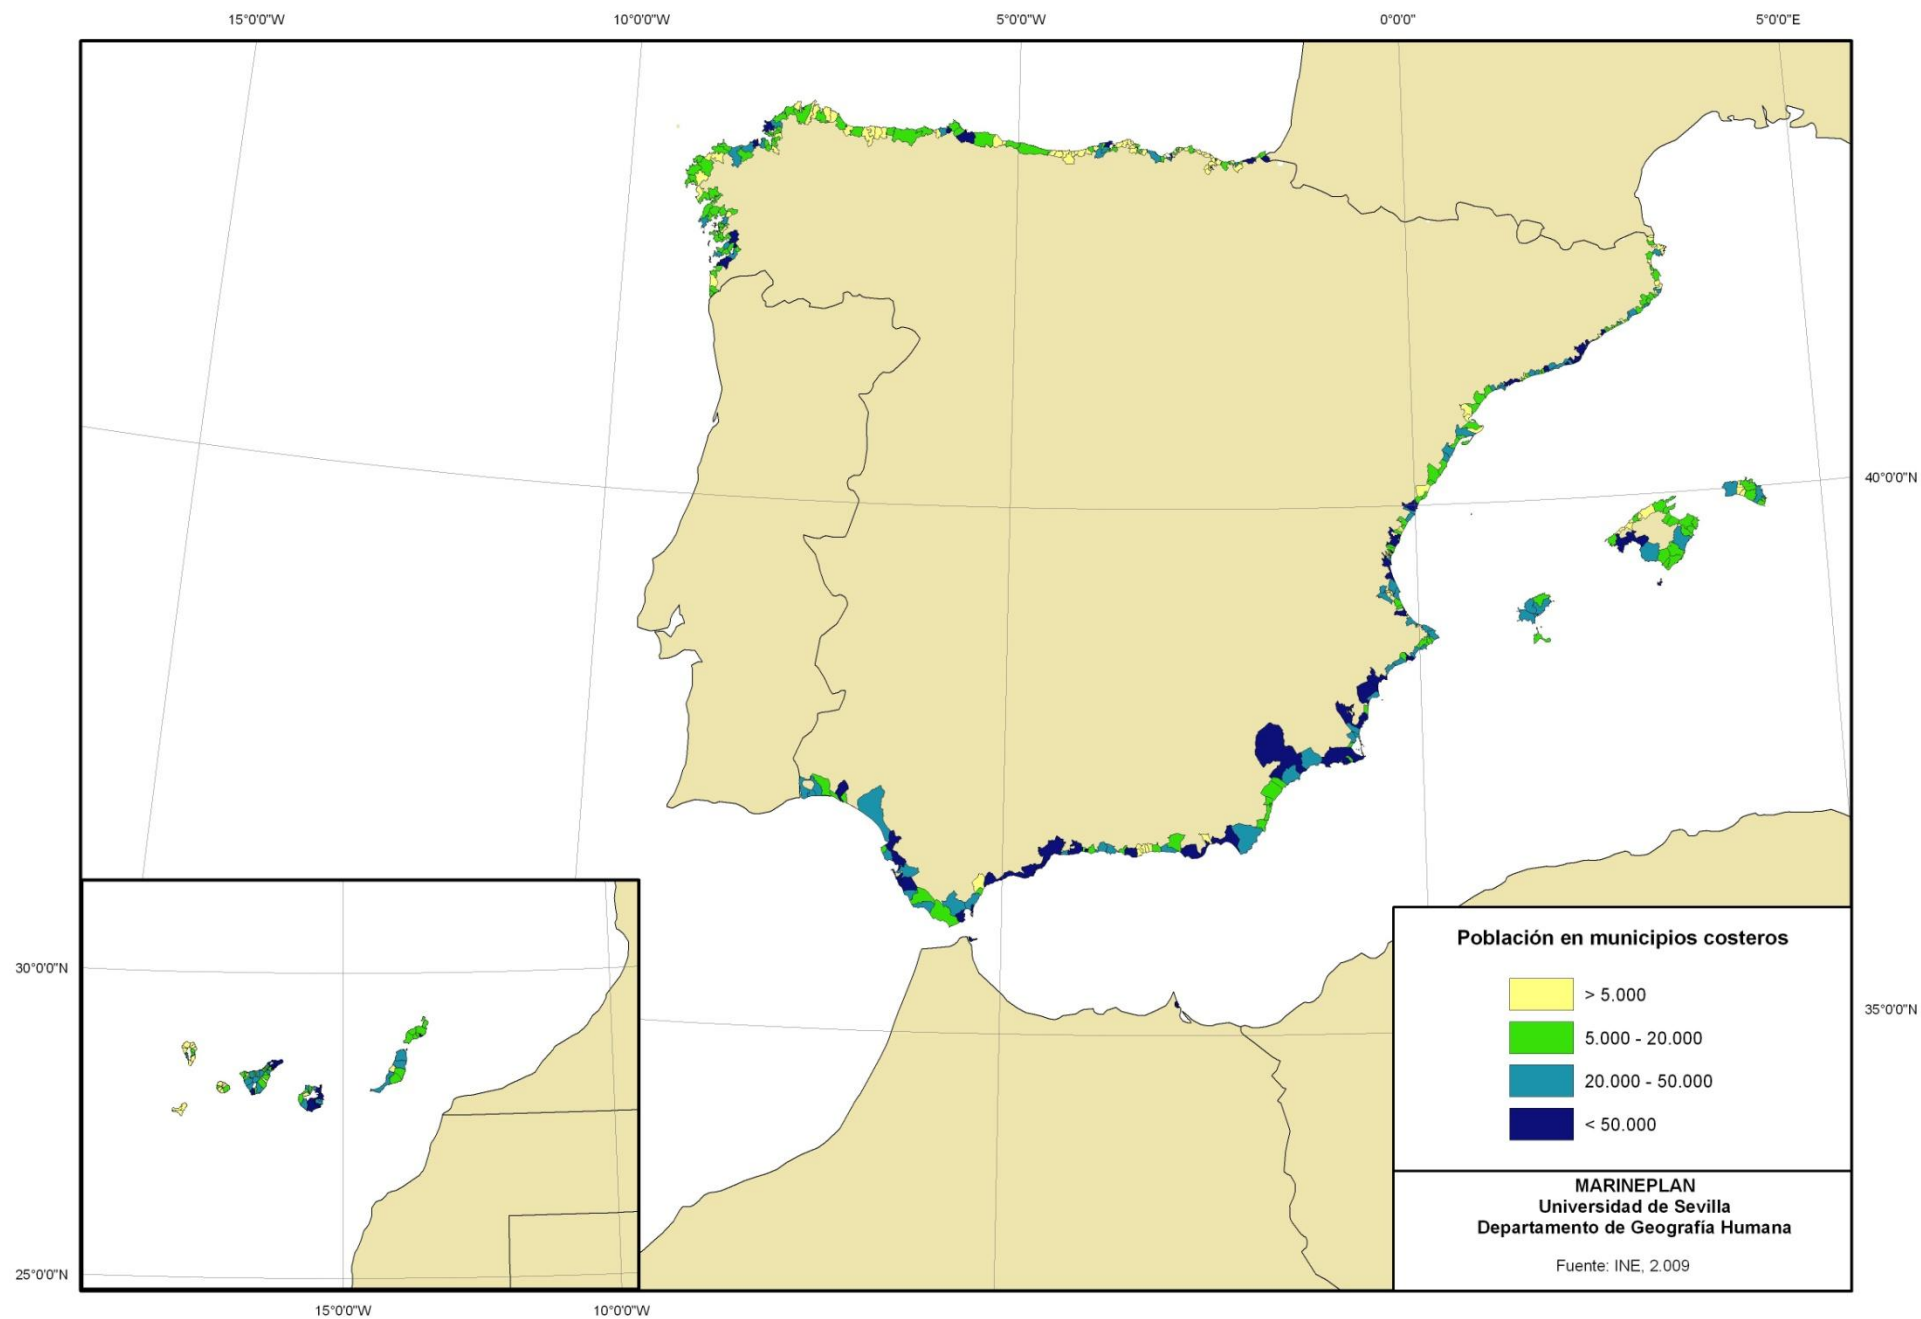 15°0'0"W
10°0'0"W
5°0'0"W
0°0'0"
5°0'0"E
40°0'0"N
30°0'0"N
35°0'0"N
25°0'0"N
15°0'0"W
10°0'0"W
Población en municipios costeros
> 5.000
5.000 - 20.000
20.000 - 50.000
< 50.000
MARINEPLAN
Universidad de Sevilla
Departamento de Geografía Humana
Fuente: INE, 2.009